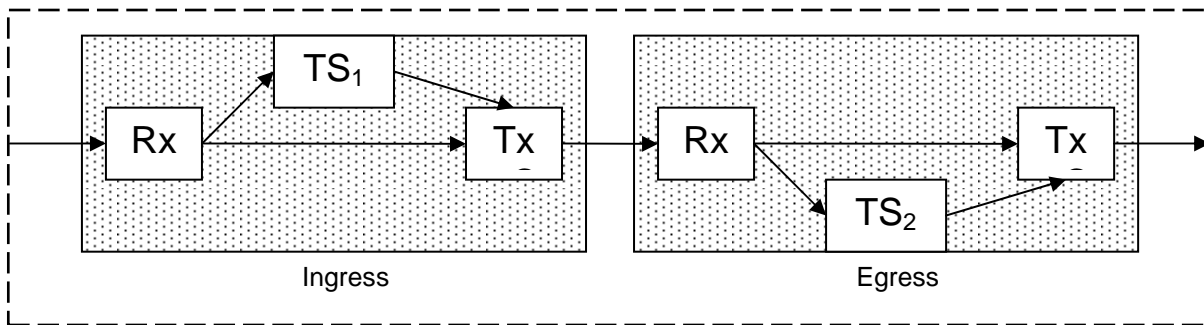 TS₁
Rx
Tx
Rx
Tx
TS₂
Ingress
Egress